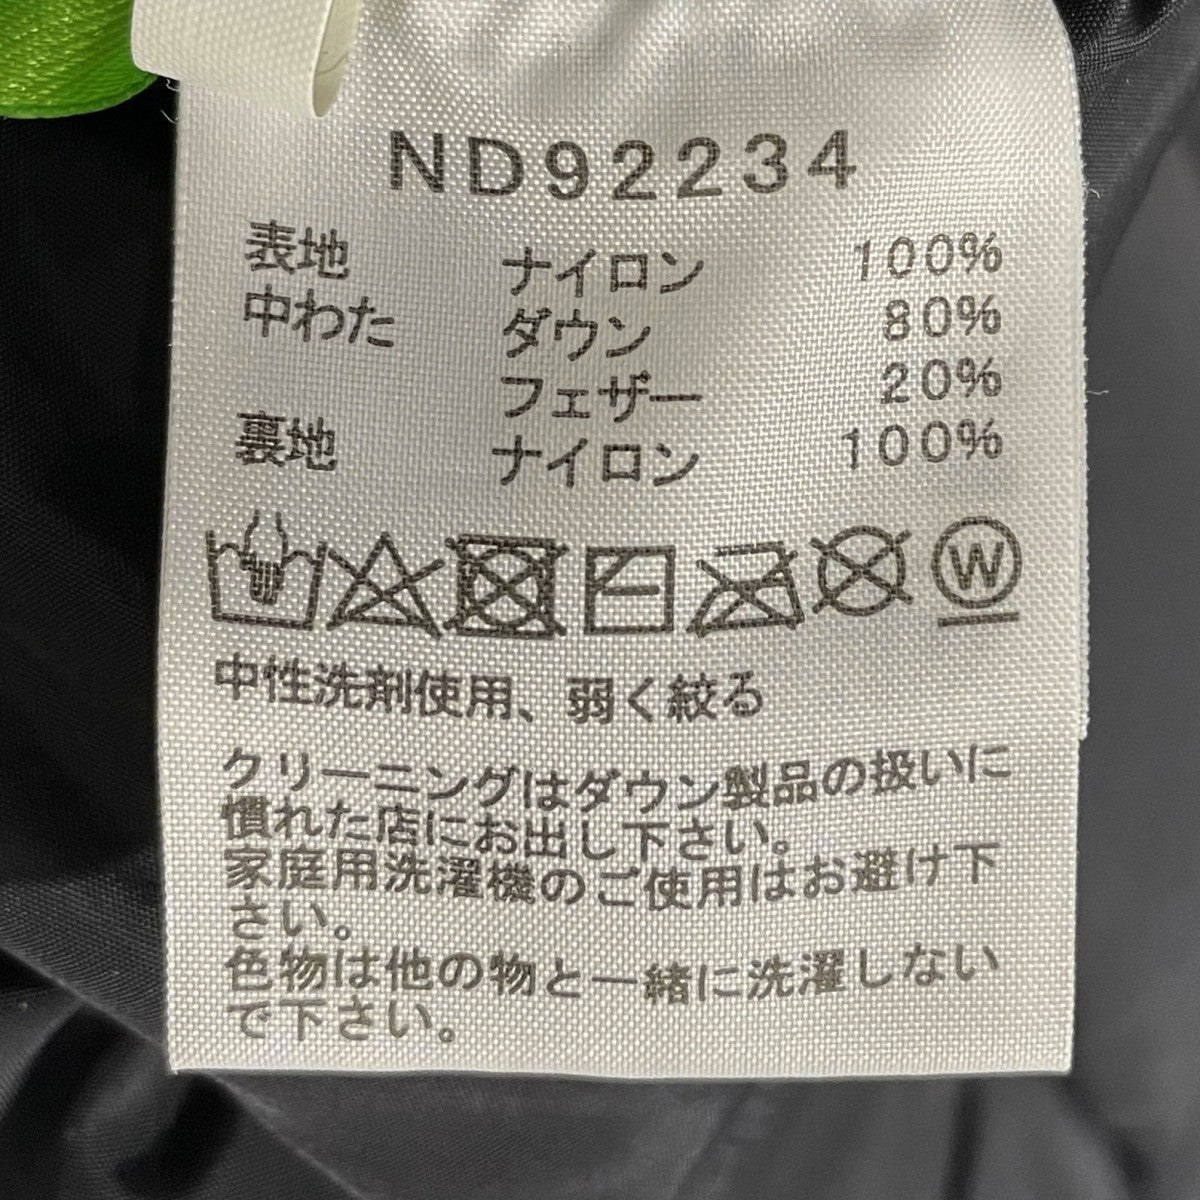 ND92234
表地 ナイロン 100%
中わた ダウン 80%
フェザー 20%
裏地 ナイロン 100%
W
中性洗剤使用、弱く絞る
クリーニングはダウン製品の扱いに
慣れた店にお出し下さい。
家庭用洗濯機のご使用はお避け下
さい。
色物は他の物と一緒に洗濯しない
で下さい。